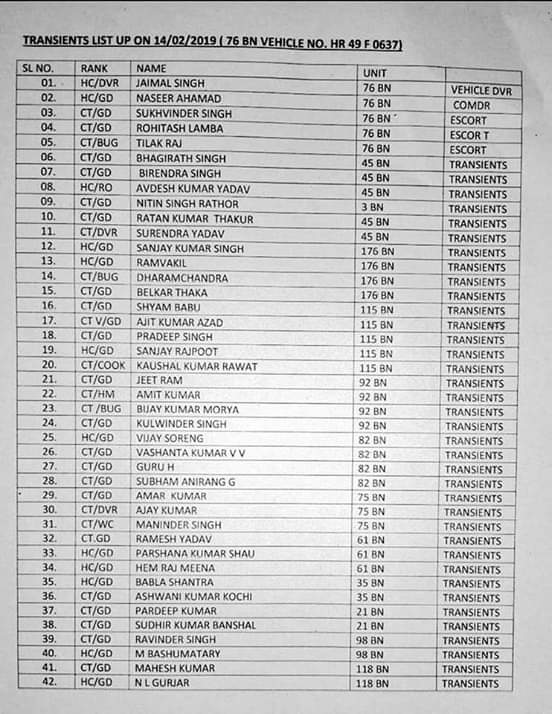 TRANSIENTS LIST UP ON 14/02/2019 ( 76 BN VEHICLE NO. HR 49 F 0637)
SL NO. RANK NAME UNIT
01. HC/DVR JAIMAL SINGH 76 BN VEHICLE DVR
02. HC/GD NASEER AHAMAD 76 BN COMDR
03. CT/GD SUKHVINDER SINGH 76 BN ESCORT
04. CT/GD ROHITASH LAMBA 76 BN ESCOR T
05. CT/BUG TILAK RAJ 76 BN ESCORT
06. CT/GD BHAGIRATH SINGH 45 BN TRANSIENTS
07. CT/GD BIRENDRA SINGH 45 BN TRANSIENTS
08. HC/RO AVDESH KUMAR YADAV 45 BN TRANSIENTS
09. CT/GD NITIN SINGH RATHOR 3 BN TRANSIENTS
10. CT/GD RATAN KUMAR THAKUR 45 BN TRANSIENTS
11. CT/DVR SURENDRA YADAV 45 BN TRANSIENTS
12. HC/GD SANJAY KUMAR SINGH 176 BN TRANSIENTS
13. HC/GD RAMVAKIL 176 BN TRANSIENTS
14. CT/BUG DHARAMCHANDRA 176 BN TRANSIENTS
15. CT/GD BELKAR THAKA 176 BN TRANSIENTS
16. CT/GD SHYAM BABU 115 BN TRANSIENTS
17. CT V/GD AJIT KUMAR AZAD 115 BN TRANSIENTS
18. CT/GD PRADEEP SINGH 115 BN TRANSIENTS
19. HC/GD SANJAY RAJPOOT 115 BN TRANSIENTS
20. CT/COOK KAUSHAL KUMAR RAWAT 115 BN TRANSIENTS
21. CT/GD JEET RAM 92 BN TRANSIENTS
22. CT/HM AMIT KUMAR 92 BN TRANSIENTS
23. CT /BUG BIJAY KUMAR MORYA 92 BN TRANSIENTS
24. CT/GD KULWINDER SINGH 92 BN TRANSIENTS
25. HC/GD VIJAY SORENG 82 BN TRANSIENTS
26. CT/GD VASHANTA KUMAR V V 82 BN TRANSIENTS
27. CT/GD GURU H 82 BN TRANSIENTS
28. CT/GD SUBHAM ANIRANG G 82 BN TRANSIENTS
29. CT/GD AMAR KUMAR 75 BN TRANSIENTS
30. CT/DVR AJAY KUMAR 75 BN TRANSIENTS
31. CT/WC MANINDER SINGH 75 BN TRANSIENTS
32. CT.GD RAMESH YADAV 61 BN TRANSIENTS
33. HC/GD PARSHANA KUMAR SHAU 61 BN TRANSIENTS
34. HC/GD HEM RAJ MEENA 61 BN TRANSIENTS
35. HC/GD BABLA SHANTRA 35 BN TRANSIENTS
36. CT/GD ASHWANI KUMAR KOCHI 35 BN TRANSIENTS
37. CT/GD PARDEEP KUMAR 21 BN TRANSIENTS
38. CT/GD SUDHIR KUMAR BANSHAL 21 BN TRANSIENTS
39. CT/GD RAVINDER SINGH 98 BN TRANSIENTS
40. HC/GD M BASHUMATARY 98 BN TRANSIENTS
41. CT/GD MAHESH KUMAR 118 BN TRANSIENTS
42. HC/GD N L GURJAR 118 BN TRANSIENTS